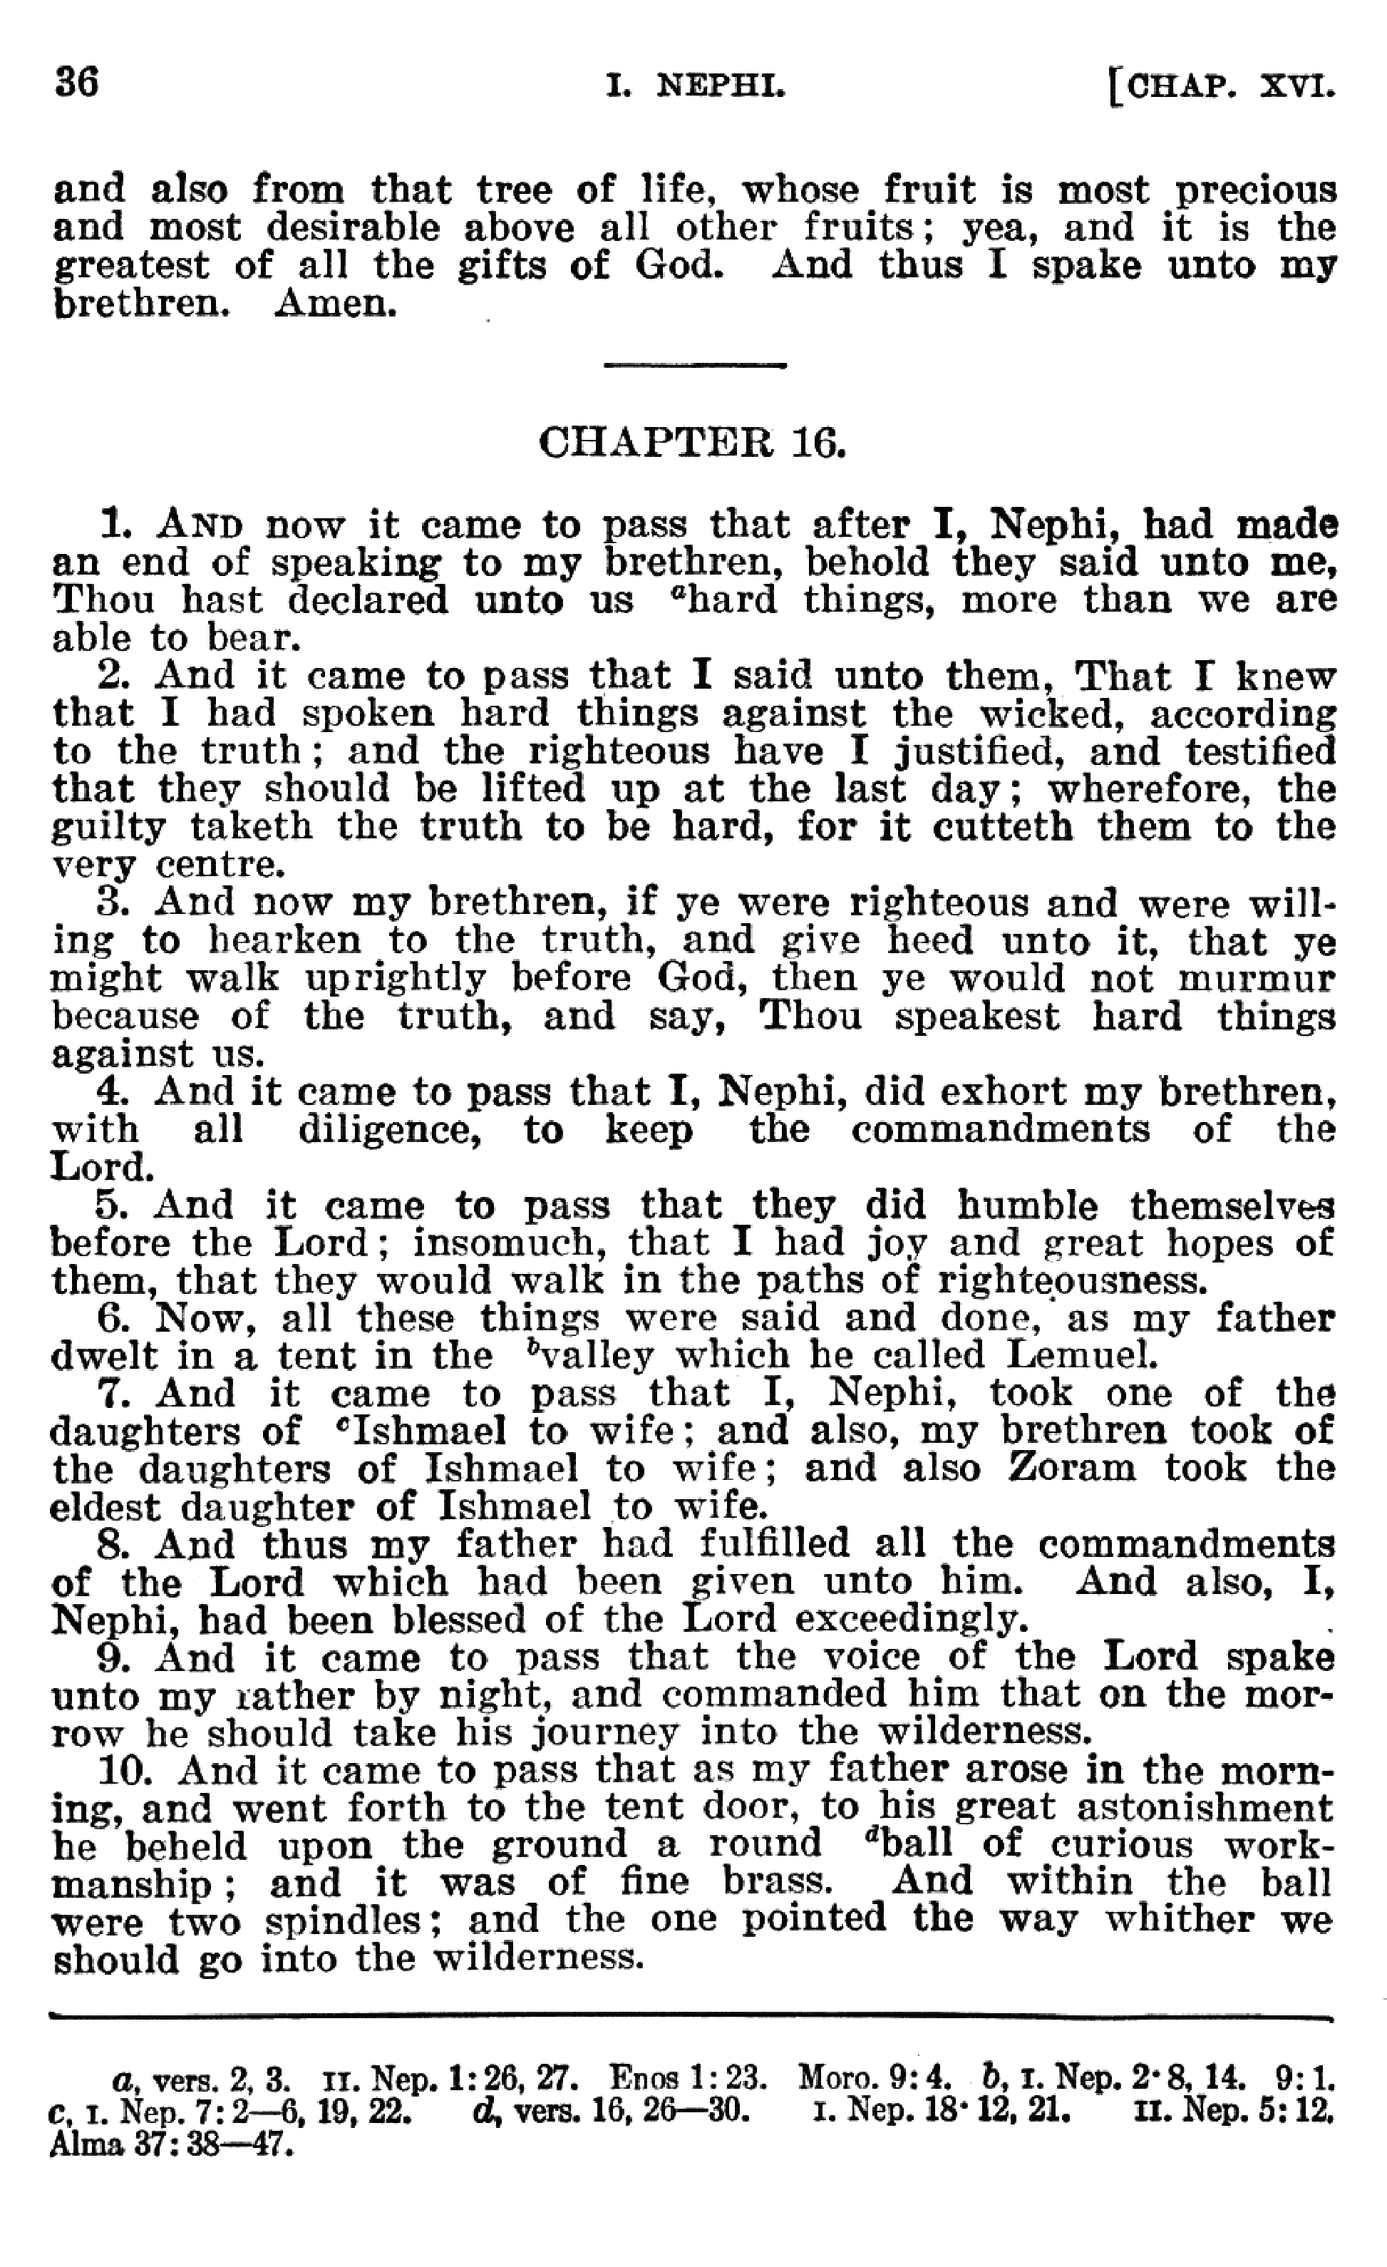 36 I. NEPHI. [CHAP. XVI.
and also from that tree of life, whose fruit is most precious
and most desirable above all other fruits; yea, and it is the
greatest of all the gifts of God. And thus I spake unto my
brethren. Amen.
CHAPTER 16.
1. AND now it came to pass that after I, Nephi, had made
an end of speaking to my brethren, behold they said unto me,
Thou hast declared unto us ahard things, more than we are
able to bear.
2. And it came to pass that I said unto them, That I knew
that I had spoken hard things against the wicked, according
to the truth; and the righteous have I justified, and testified
that they should be lifted up at the last day; wherefore, the
guilty taketh the truth to be hard, for it cutteth them to the
very centre.
3. And now my brethren, if ye were righteous and were will-
ing to hearken to the truth, and give heed unto it, that ye
might walk uprightly before God, then ye would not murmur
because of the truth, and say, Thou speakest hard things
against us.
4. And it came to pass that I, Nephi, did exhort my brethren,
with all diligence, to keep the commandments of the
Lord.
5. And it came to pass that they did humble themselves
before the Lord; insomuch, that I had joy and great hopes of
them, that they would walk in the paths of righteousness.
6. Now, all these things were said and done, as my father
dwelt in a tent in the bvalley which he called Lemuel.
7. And it came to pass that I, Nephi, took one of the
daughters of cIshmael to wife; and also, my brethren took of
the daughters of Ishmael to wife; and also Zoram took the
eldest daughter of Ishmael to wife.
8. And thus my father had fulfilled all the commandments
of the Lord which had been given unto him. And also, I,
Nephi, had been blessed of the Lord exceedingly.
9. And it came to pass that the voice of the Lord spake
unto my father by night, and commanded him that on the mor-
row he should take his journey into the wilderness.
10. And it came to pass that as my father arose in the morn-
ing, and went forth to the tent door, to his great astonishment
he beheld upon the ground a round dball of curious work-
manship; and it was of fine brass. And within the ball
were two spindles; and the one pointed the way whither we
should go into the wilderness.
a, vers. 2, 3. II. Nep. 1:26, 27. Enos 1:23. Moro. 9:4. b, I. Nep. 2:8, 14. 9:1.
c, I. Nep. 7:2—6, 19, 22. d, vers. 16, 26—30. I. Nep. 18:12, 21. II. Nep. 5:12.
Alma 37:38—47.